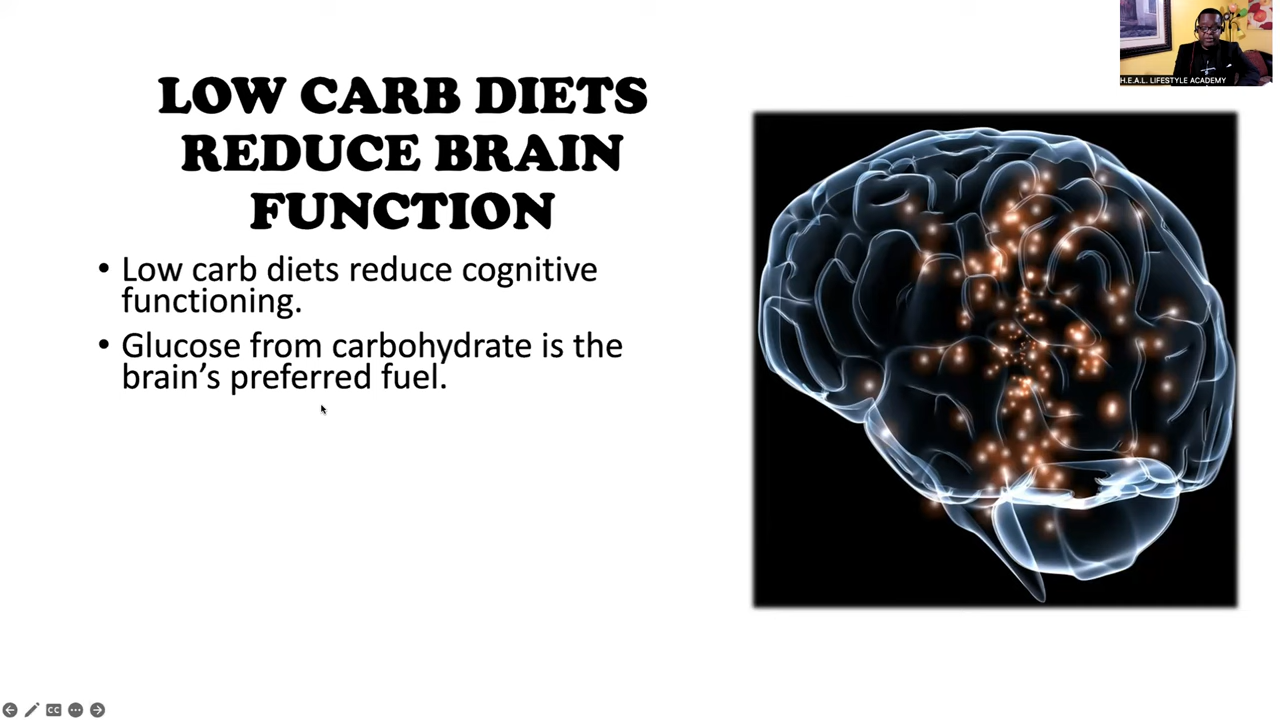 H.E.A.L. LIFESTYLE ACADEMY
LOW CARB DIETS
REDUCE BRAIN
FUNCTION
• Low carb diets reduce cognitive
functioning.
• Glucose from carbohydrate is the
brain’s preferred fuel.
CC